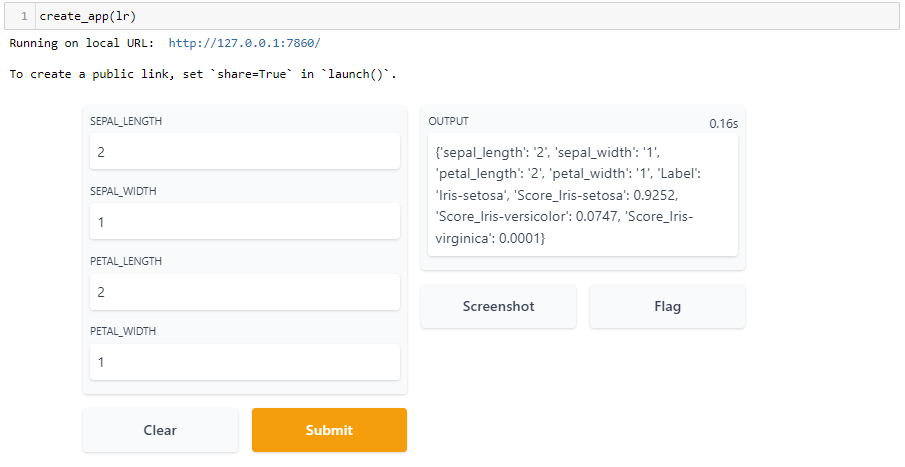 1 create_app(lr)
Running on local URL:  http://127.0.0.1:7860/
To create a public link, set `share=True` in `launch()`.
SEPAL_LENGTH
2
SEPAL_WIDTH
1
PETAL_LENGTH
2
PETAL_WIDTH
1
Clear
Submit
OUTPUT
0.16s
{'sepal_length': '2', 'sepal_width': '1',
'petal_length': '2', 'petal_width': '1', 'Label':
'Iris-setosa', 'Score_Iris-setosa': 0.9252,
'Score_Iris-versicolor': 0.0747, 'Score_Iris-
virginica': 0.0001}
Screenshot
Flag